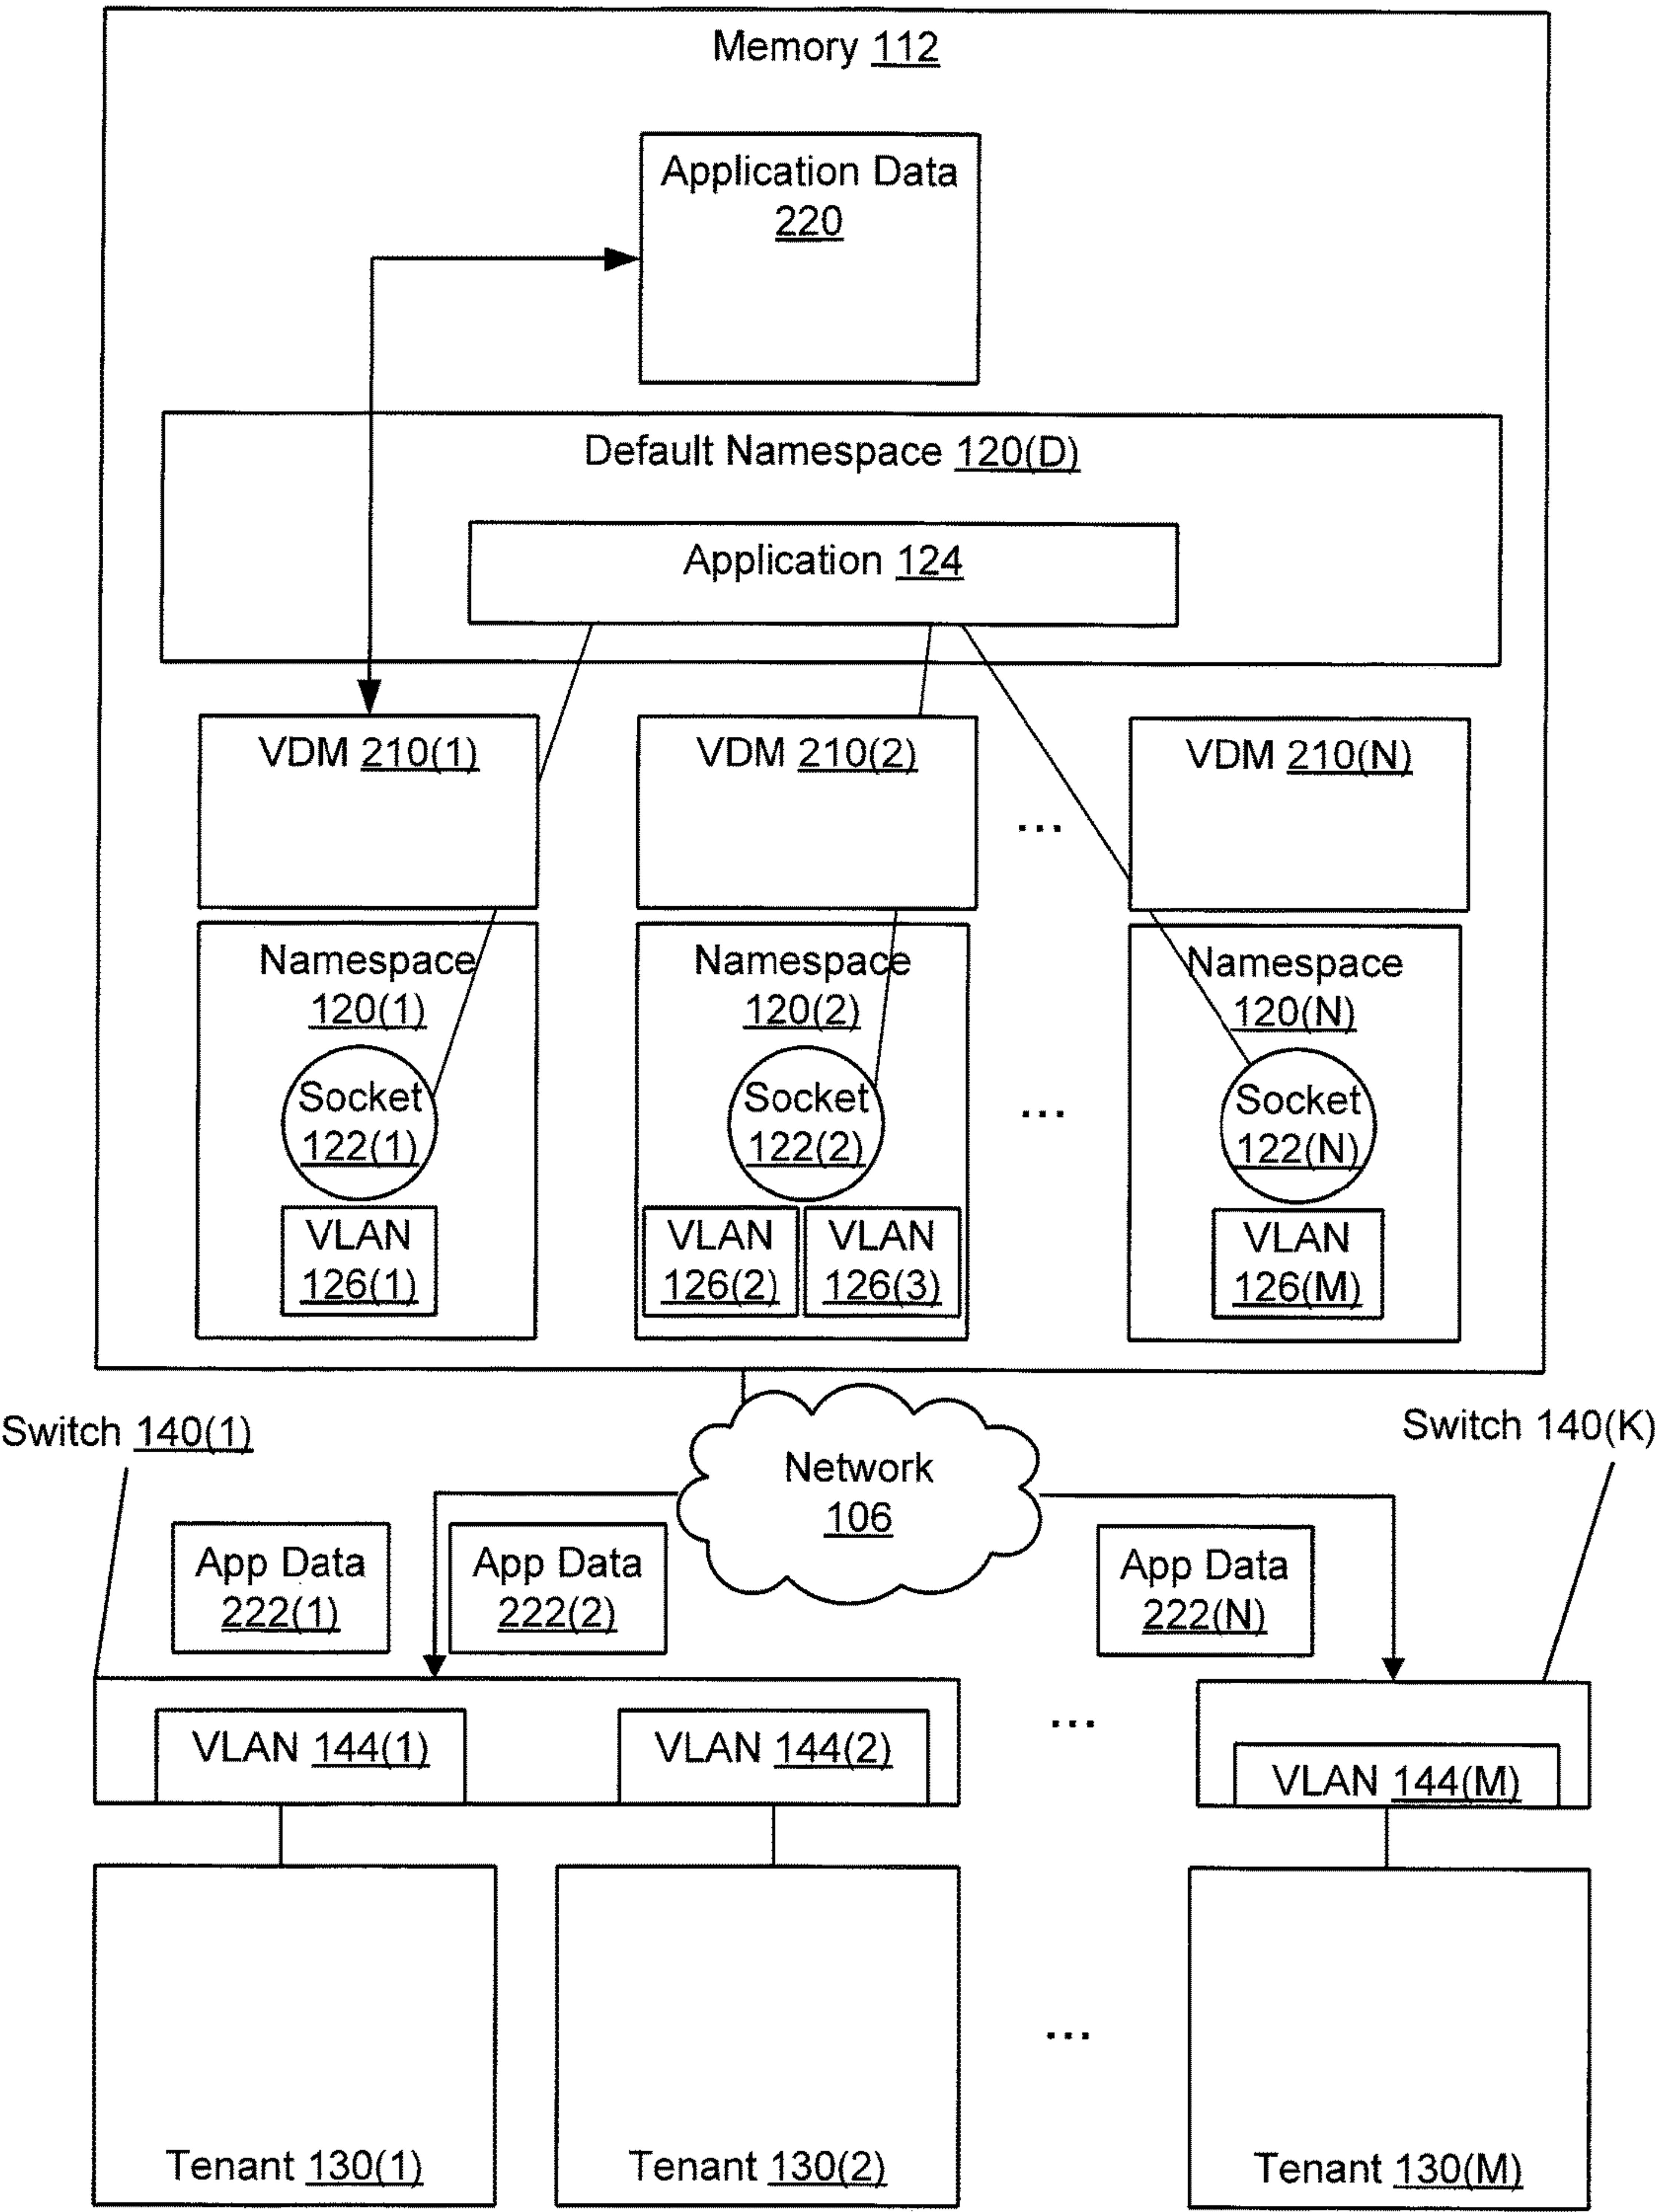 Memory 112
Application Data
220
Default Namespace 120(D)
Application 124
VDM 210(1)
VDM 210(2)
VDM 210(N)
...
Namespace
120(1)
Namespace
120(2)
Namespace
120(N)
Socket
122(1)
Socket
122(2)
...
Socket
122(N)
VLAN
126(1)
VLAN
126(2)
VLAN
126(3)
VLAN
126(M)
Switch 140(1)
Switch 140(K)
Network
106
App Data
222(1)
App Data
222(2)
App Data
222(N)
VLAN 144(1)
VLAN 144(2)
...
VLAN 144(M)
...
Tenant 130(1)
Tenant 130(2)
Tenant 130(M)